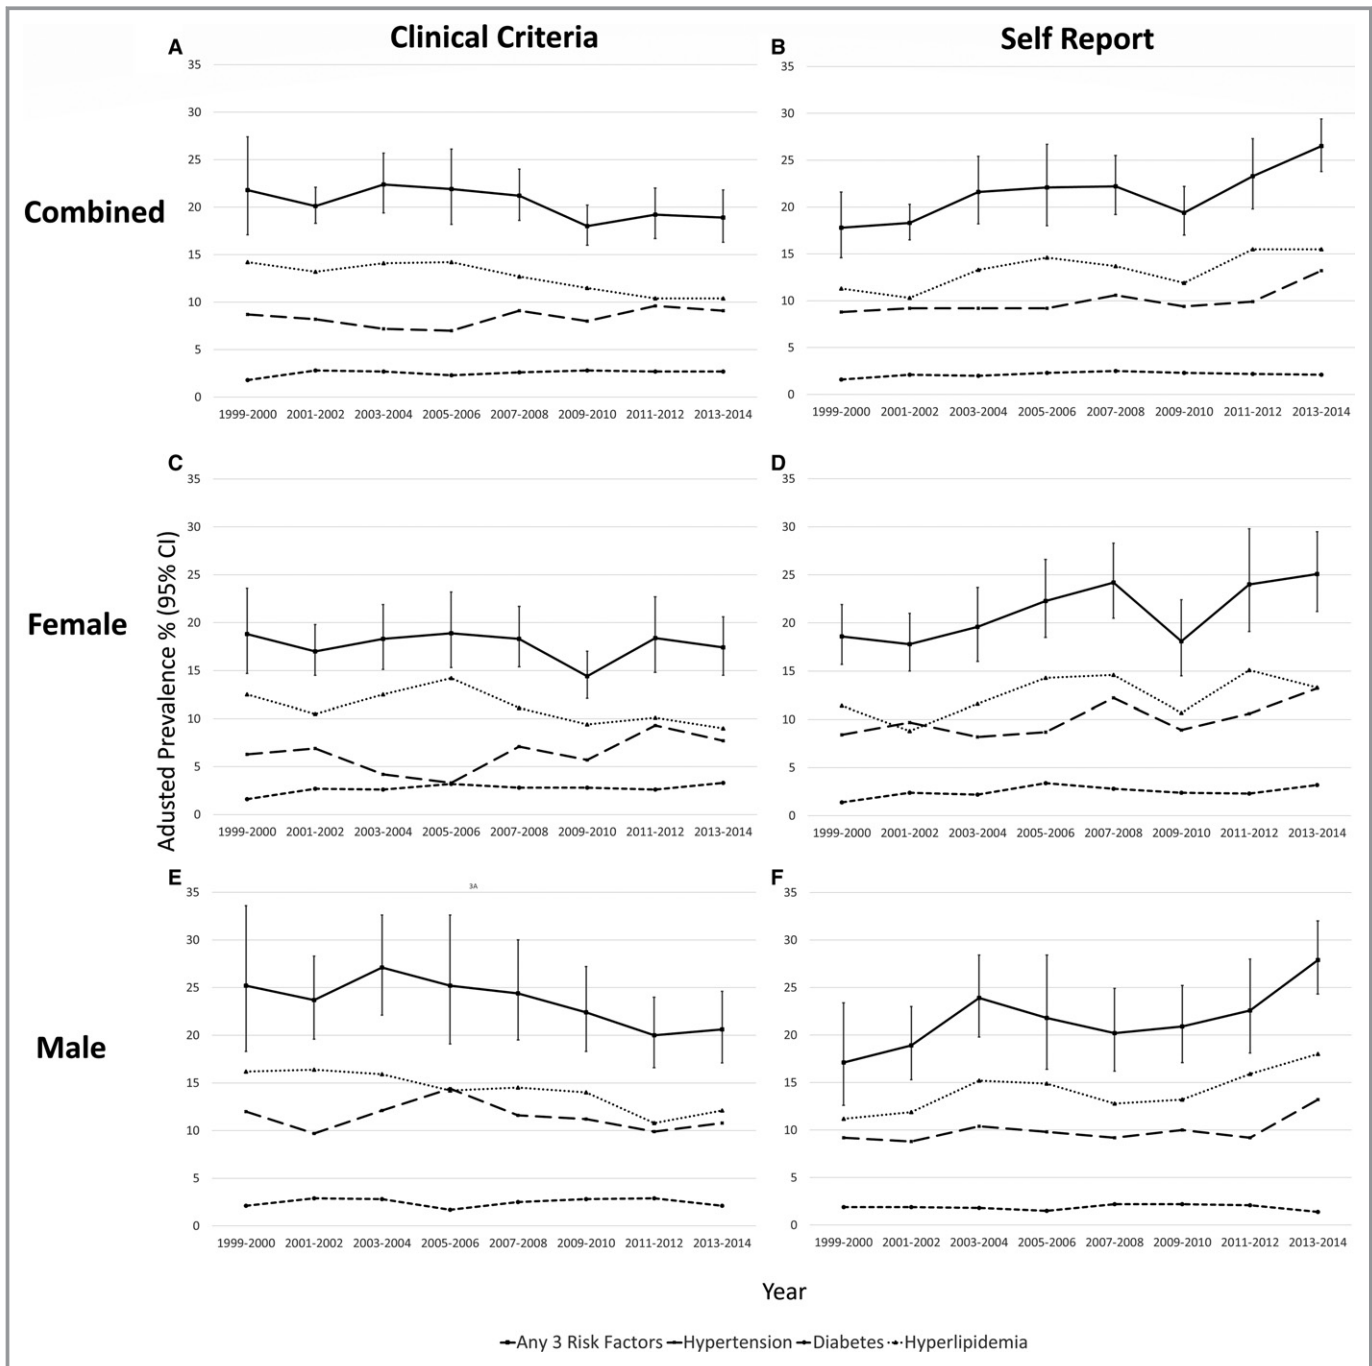 Clinical Criteria
Self Report
A
35
30
25
20
15
10
5
0
1999-2000 2001-2002 2003-2004 2005-2006 2007-2008 2009-2010 2011-2012 2013-2014
B
35
30
25
20
15
10
5
0
1999-2000 2001-2002 2003-2004 2005-2006 2007-2008 2009-2010 2011-2012 2013-2014
Combined
C
35
30
25
20
15
10
5
0
1999-2000 2001-2002 2003-2004 2005-2006 2007-2008 2009-2010 2011-2012 2013-2014
D
35
30
25
20
15
10
5
0
1999-2000 2001-2002 2003-2004 2005-2006 2007-2008 2009-2010 2011-2012 2013-2014
Female
Adusted Prevalence % (95% CI)
E
3A
35
30
25
20
15
10
5
0
1999-2000 2001-2002 2003-2004 2005-2006 2007-2008 2009-2010 2011-2012 2013-2014
F
35
30
25
20
15
10
5
0
1999-2000 2001-2002 2003-2004 2005-2006 2007-2008 2009-2010 2011-2012 2013-2014
Male
Year
Any 3 Risk Factors Hypertension Diabetes Hyperlipidemia